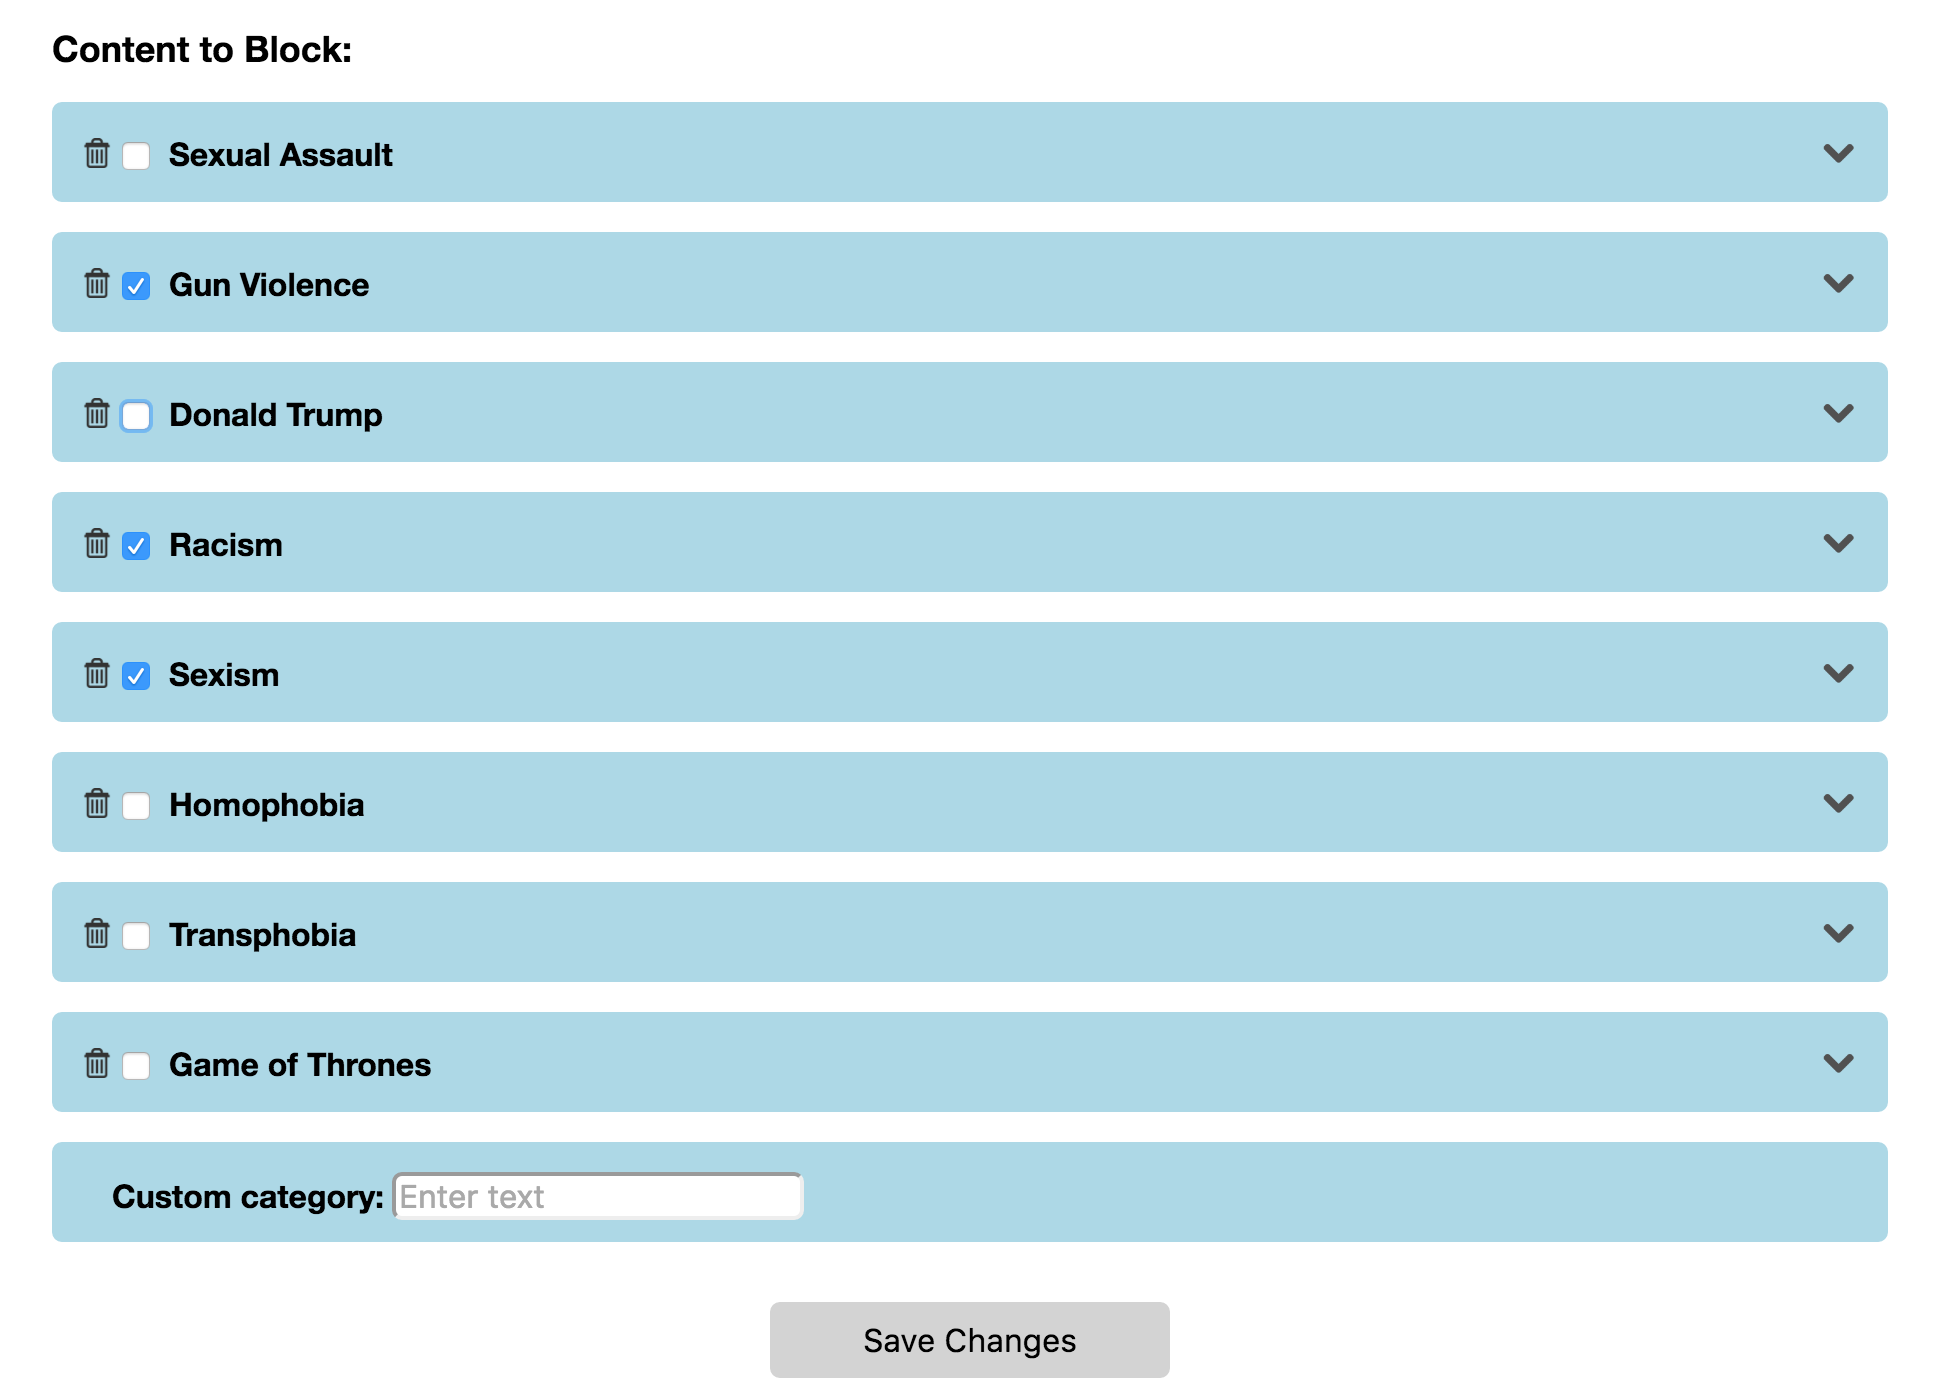 Content to Block:
Sexual Assault
Gun Violence
Donald Trump
Racism
Sexism
Homophobia
Transphobia
Game of Thrones
Custom category: Enter text
Save Changes